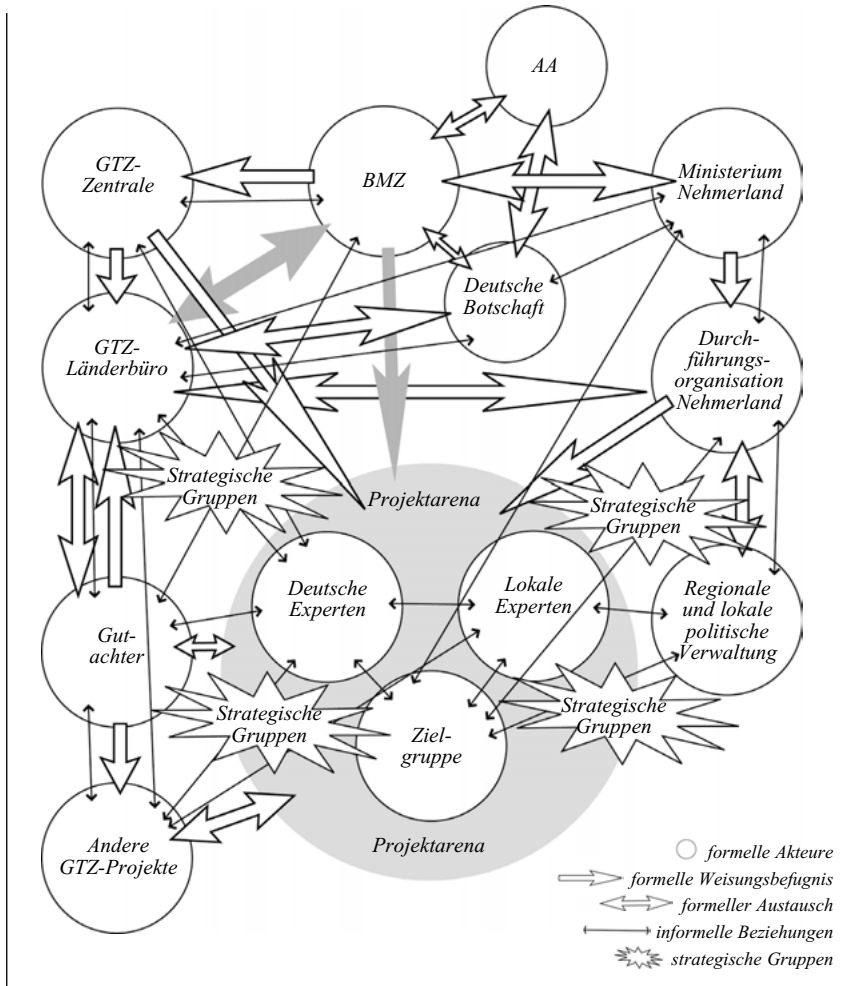 AA
GTZ-
Zentrale
BMZ
Ministerium
Nehmerland
Deutsche
Botschaft
GTZ-
Länderbüro
Durch-
führungs-
organisation
Nehmerland
Strategische
Gruppen
Projektarena
Strategische
Gruppen
Deutsche
Experten
Lokale
Experten
Regionale
und lokale
politische
Verwaltung
Gut-
achter
Strategische
Gruppen
Ziel-
gruppe
Strategische
Gruppen
Andere
GTZ-Projekte
Projektarena
formelle Akteure
formelle Weisungsbefugnis
formeller Austausch
informelle Beziehungen
strategische Gruppen